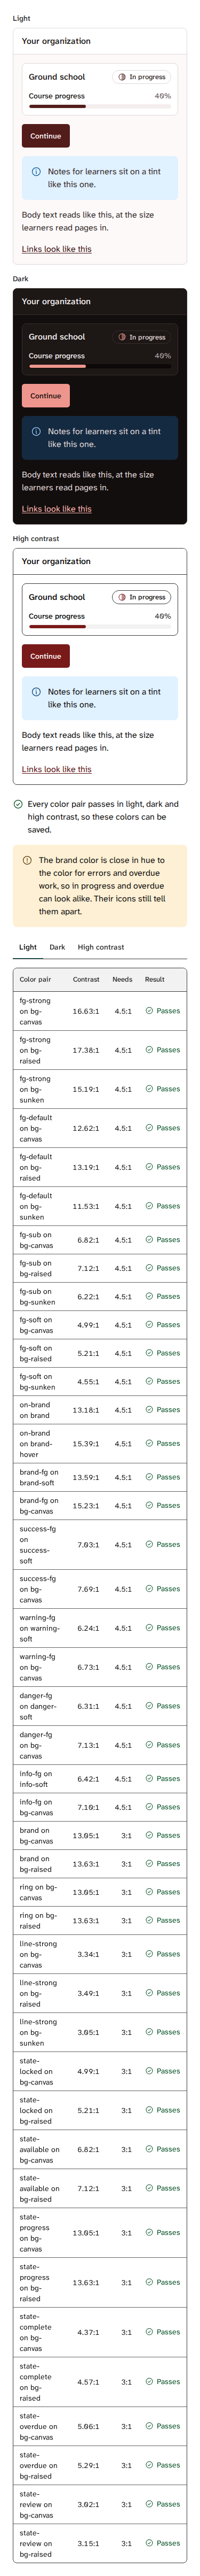 Light
Your organization
Ground school
In progress
Course progress
40%
Continue
Notes for learners sit on a tint
like this one.
Body text reads like this, at the size
learners read pages in.
Links look like this
Dark
Your organization
Ground school
In progress
Course progress
40%
Continue
Notes for learners sit on a tint
like this one.
Body text reads like this, at the size
learners read pages in.
Links look like this
High contrast
Your organization
Ground school
In progress
Course progress
40%
Continue
Notes for learners sit on a tint
like this one.
Body text reads like this, at the size
learners read pages in.
Links look like this
Every color pair passes in light, dark and
high contrast, so these colors can be
saved.
The brand color is close in hue to
the color for errors and overdue
work, so in progress and overdue
can look alike. Their icons still tell
them apart.
Light Dark High contrast
Color pair Contrast Needs Result
fg-strong
on bg-
canvas
16.63:1 4.5:1 Passes
fg-strong
on bg-
raised
17.38:1 4.5:1 Passes
fg-strong
on bg-
sunken
15.19:1 4.5:1 Passes
fg-default
on bg-
canvas
12.62:1 4.5:1 Passes
fg-default
on bg-
raised
13.19:1 4.5:1 Passes
fg-default
on bg-
sunken
11.53:1 4.5:1 Passes
fg-sub on
bg-canvas
6.82:1 4.5:1 Passes
fg-sub on
bg-raised
7.12:1 4.5:1 Passes
fg-sub on
bg-sunken
6.22:1 4.5:1 Passes
fg-soft on
bg-canvas
4.99:1 4.5:1 Passes
fg-soft on
bg-raised
5.21:1 4.5:1 Passes
fg-soft on
bg-sunken
4.55:1 4.5:1 Passes
on-brand
on brand
13.18:1 4.5:1 Passes
on-brand
on brand-
hover
15.39:1 4.5:1 Passes
brand-fg on
brand-soft
13.59:1 4.5:1 Passes
brand-fg on
bg-canvas
15.23:1 4.5:1 Passes
success-fg
on
success-
soft
7.03:1 4.5:1 Passes
success-fg
on bg-
canvas
7.69:1 4.5:1 Passes
warning-fg
on warning-
soft
6.24:1 4.5:1 Passes
warning-fg
on bg-
canvas
6.73:1 4.5:1 Passes
danger-fg
on danger-
soft
6.31:1 4.5:1 Passes
danger-fg
on bg-
canvas
7.13:1 4.5:1 Passes
info-fg on
info-soft
6.42:1 4.5:1 Passes
info-fg on
bg-canvas
7.10:1 4.5:1 Passes
brand on
bg-canvas
13.05:1 3:1 Passes
brand on
bg-raised
13.63:1 3:1 Passes
ring on bg-
canvas
13.05:1 3:1 Passes
ring on bg-
raised
13.63:1 3:1 Passes
line-strong
on bg-
canvas
3.34:1 3:1 Passes
line-strong
on bg-
raised
3.49:1 3:1 Passes
line-strong
on bg-
sunken
3.05:1 3:1 Passes
state-
locked on
bg-canvas
4.99:1 3:1 Passes
state-
locked on
bg-raised
5.21:1 3:1 Passes
state-
available on
bg-canvas
6.82:1 3:1 Passes
state-
available on
bg-raised
7.12:1 3:1 Passes
state-
progress
on bg-
canvas
13.05:1 3:1 Passes
state-
progress
on bg-
raised
13.63:1 3:1 Passes
state-
complete
on bg-
canvas
4.37:1 3:1 Passes
state-
complete
on bg-
raised
4.57:1 3:1 Passes
state-
overdue on
bg-canvas
5.06:1 3:1 Passes
state-
overdue on
bg-raised
5.29:1 3:1 Passes
state-
review on
bg-canvas
3.02:1 3:1 Passes
state-
review on
bg-raised
3.15:1 3:1 Passes